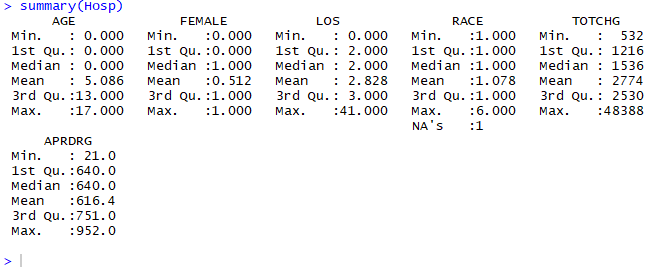 > summary(Hosp)
      AGE             FEMALE           LOS              RACE           TOTCHG
 Min.   : 0.000   Min.   :0.000   Min.   : 0.000   Min.   :1.000   Min.   :  532
 1st Qu.: 0.000   1st Qu.:0.000   1st Qu.: 2.000   1st Qu.:1.000   1st Qu.: 1216
 Median : 0.000   Median :1.000   Median : 2.000   Median :1.000   Median : 1536
 Mean   : 5.086   Mean   :0.512   Mean   : 2.828   Mean   :1.078   Mean   : 2774
 3rd Qu.:13.000   3rd Qu.:1.000   3rd Qu.: 3.000   3rd Qu.:1.000   3rd Qu.: 2530
 Max.   :17.000   Max.   :1.000   Max.   :41.000   Max.   :6.000   Max.   :48388
                                                   NA's   :1
     APRDRG
 Min.   : 21.0
 1st Qu.:640.0
 Median :640.0
 Mean   :616.4
 3rd Qu.:751.0
 Max.   :952.0
>